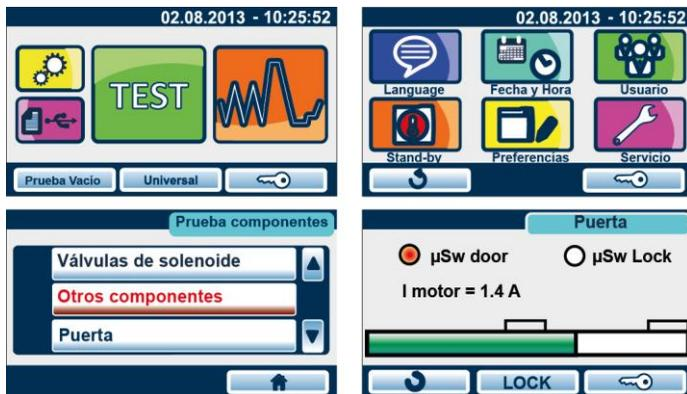 02.08.2013 - 10:25:52
TEST
Prueba Vacio
Universal
02.08.2013 - 10:25:52
Language
Fecha y Hora
Usuario
Stand-by
Preferencias
Servicio
Prueba componentes
Válvulas de solenoide
Otros componentes
Puerta
Puerta
µSw door
µSw Lock
I motor = 1.4 A
LOCK